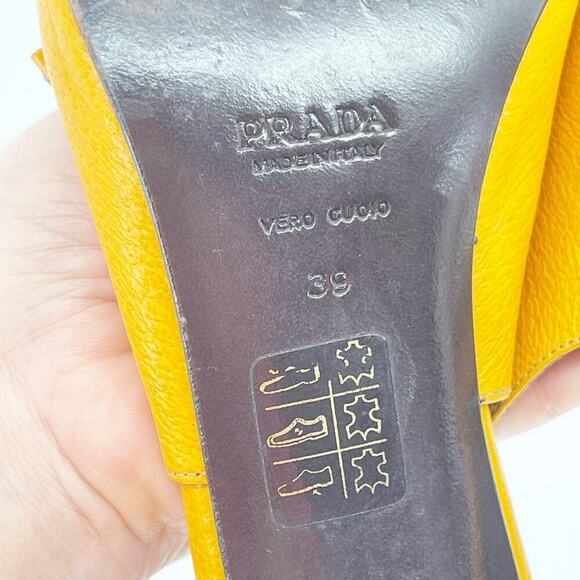 PRADA
MADE IN ITALY
VERO CUOIO
39